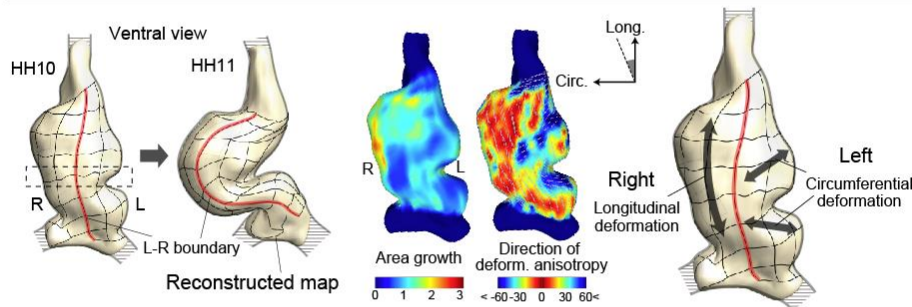 Ventral view
HH10
HH11
R
L
L-R boundary
Reconstructed map
R
L
Area growth
0 1 2 3
Long.
Circ.
Direction of
deform. anisotropy
< -60 -30 0 30 60<
Right
Longitudinal
deformation
Left
Circumferential
deformation